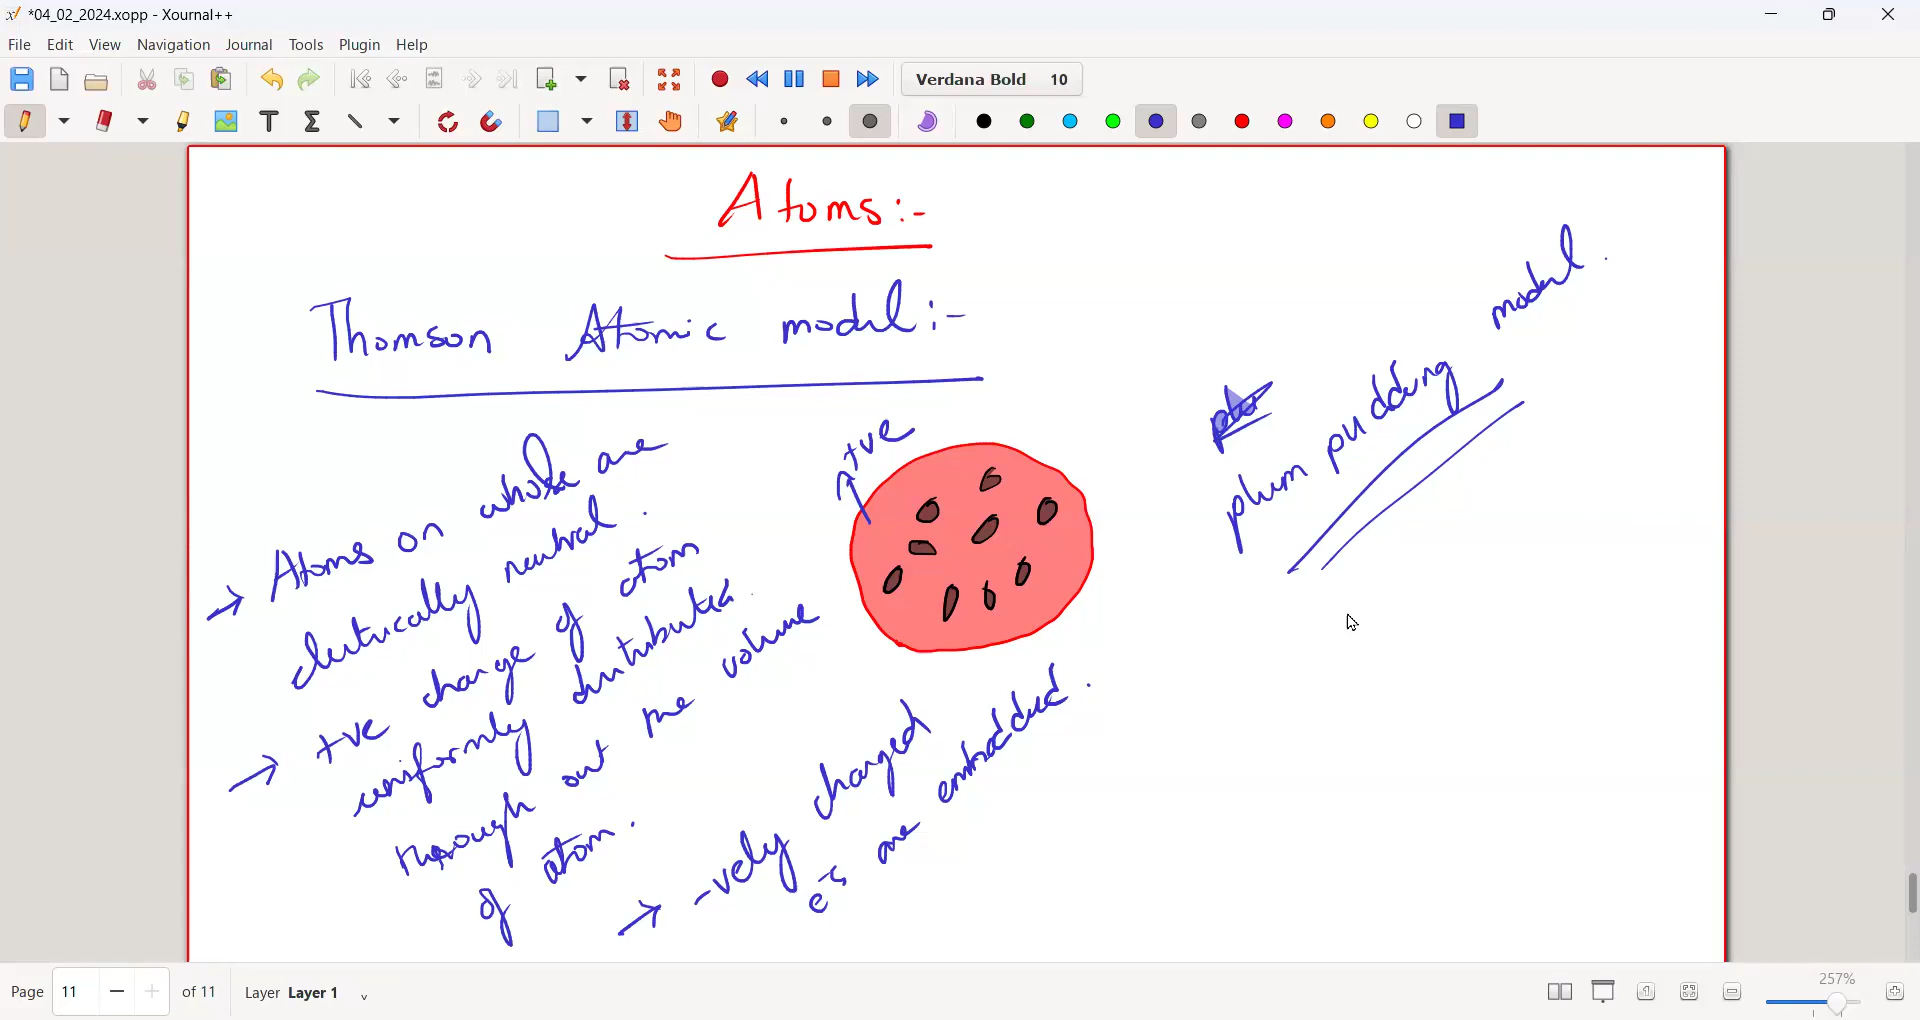 *04_02_2024.xopp - Xournal++
File Edit View Navigation Journal Tools Plugin Help
Verdana Bold 10
Atoms:-
Thomson Atomic model:-
→ Atoms on whole are
electrically neutral.
→ +ve charge of atom
uniformly distributed
through out the volume
of atom.
→ -vely charged
e-s are embedded.
+ve
plum pudding model.
Page 11 of 11 Layer Layer 1 257%